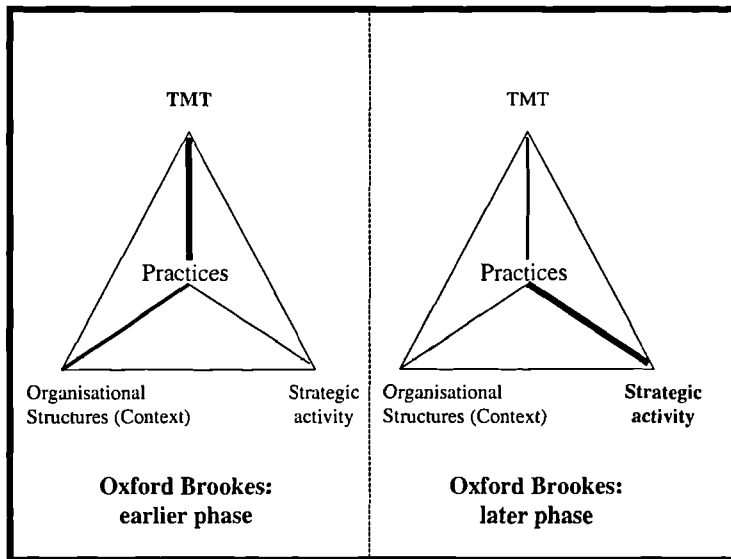 TMT
Practices
Organisational
Structures (Context)
Strategic
activity
Oxford Brookes:
earlier phase
TMT
Practices
Organisational
Structures (Context)
Strategic
activity
Oxford Brookes:
later phase